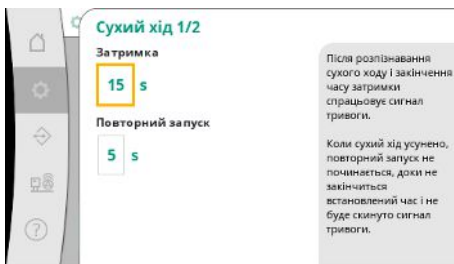 Сухий хід 1/2
Затримка
15 s
Повторний запуск
5 s
Після розпізнавання
сухого ходу і закінчення
часу затримки
спрацьовує сигнал
тривоги.
Коли сухий хід усунено,
повторний запуск не
починається, доки не
закінчиться
встановлений час і не
буде скинуто сигнал
тривоги.
?